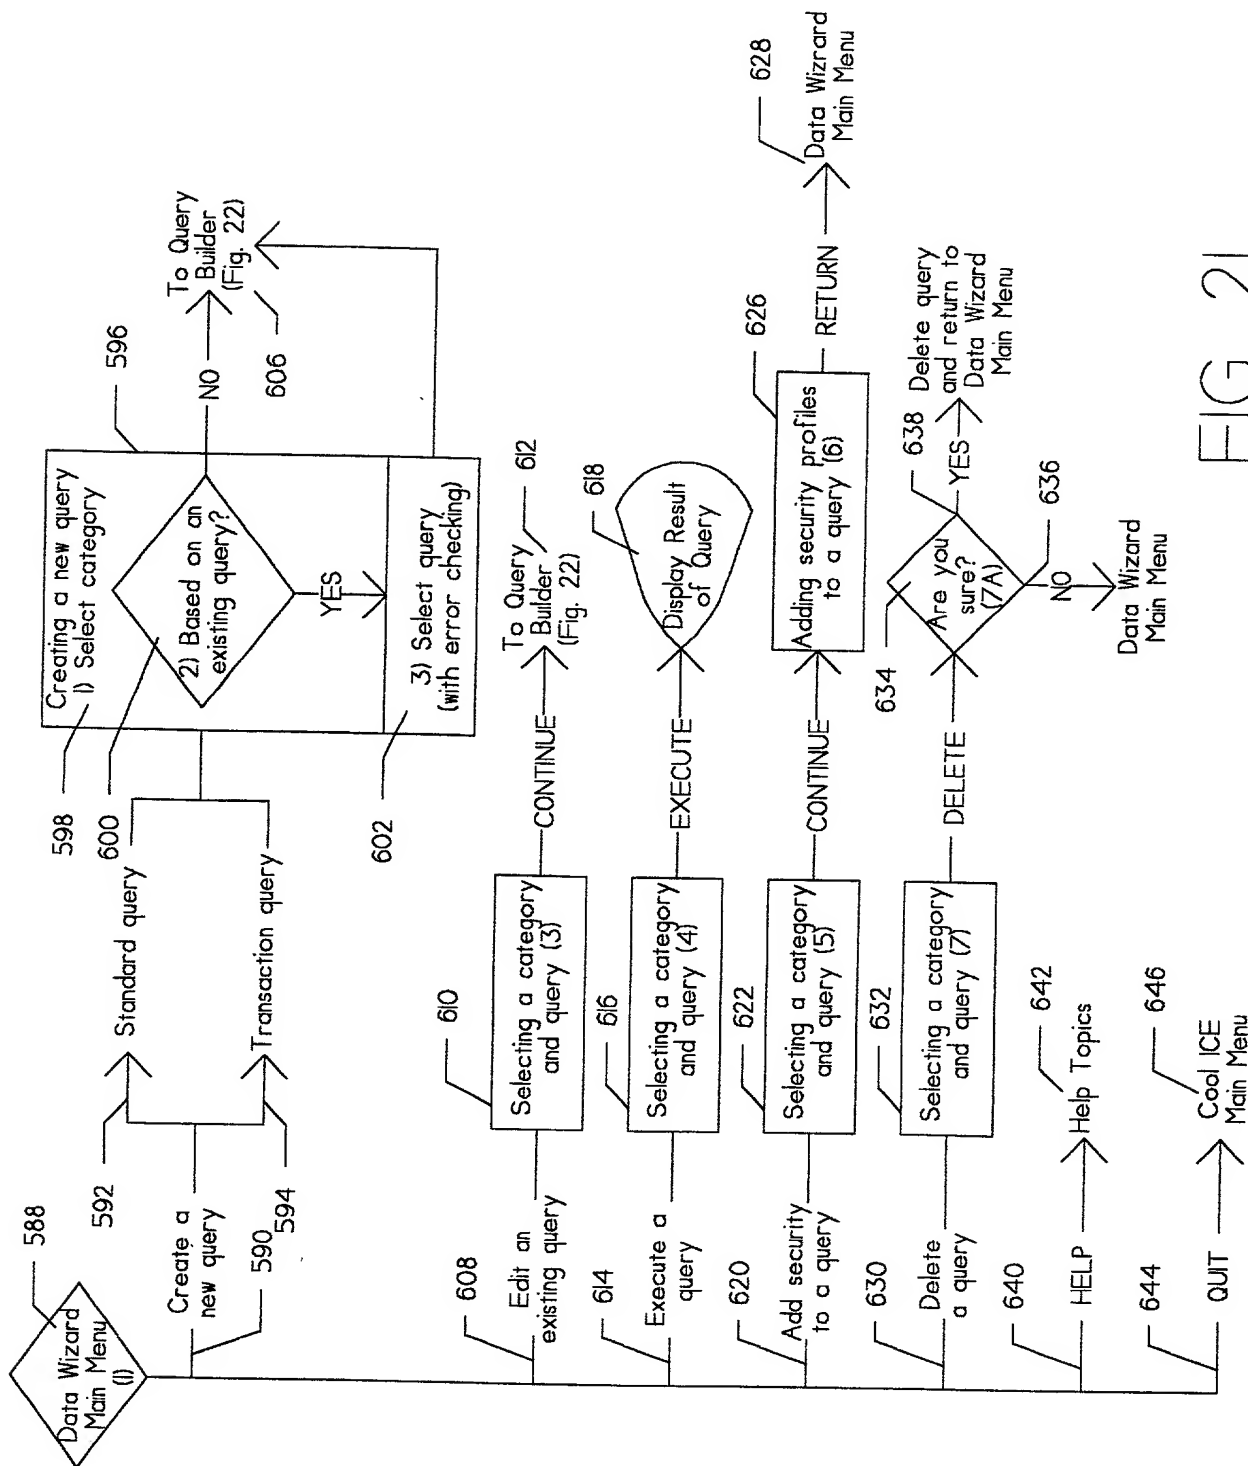 588
Data Wizard
Main Menu
(1)
592
Standard query
598
600
Creating a new query
1) Select category
596
2) Based on an
existing query?
NO
To Query
Builder
(Fig. 22)
606
YES
3) Select query
(with error checking)
602
Create a
new query
590
594
Transaction query
608
Edit an
existing query
610
Selecting a category
and query (3)
CONTINUE
To Query
Builder
(Fig. 22)
612
614
Execute a
query
616
Selecting a category
and query (4)
EXECUTE
Display Result
of Query
618
620
Add security
to a query
622
Selecting a category
and query (5)
CONTINUE
Adding security profiles
to a query (6)
626
RETURN
Data Wizrard
Main Menu
628
630
Delete
a query
632
Selecting a category
and query (7)
DELETE
634
Are you
sure?
(7A)
638
YES
Delete query
and return to
Data Wizard
Main Menu
636
NO
Data Wizard
Main Menu
640
HELP
642
Help Topics
644
QUIT
646
Cool ICE
Main Menu
FIG. 21